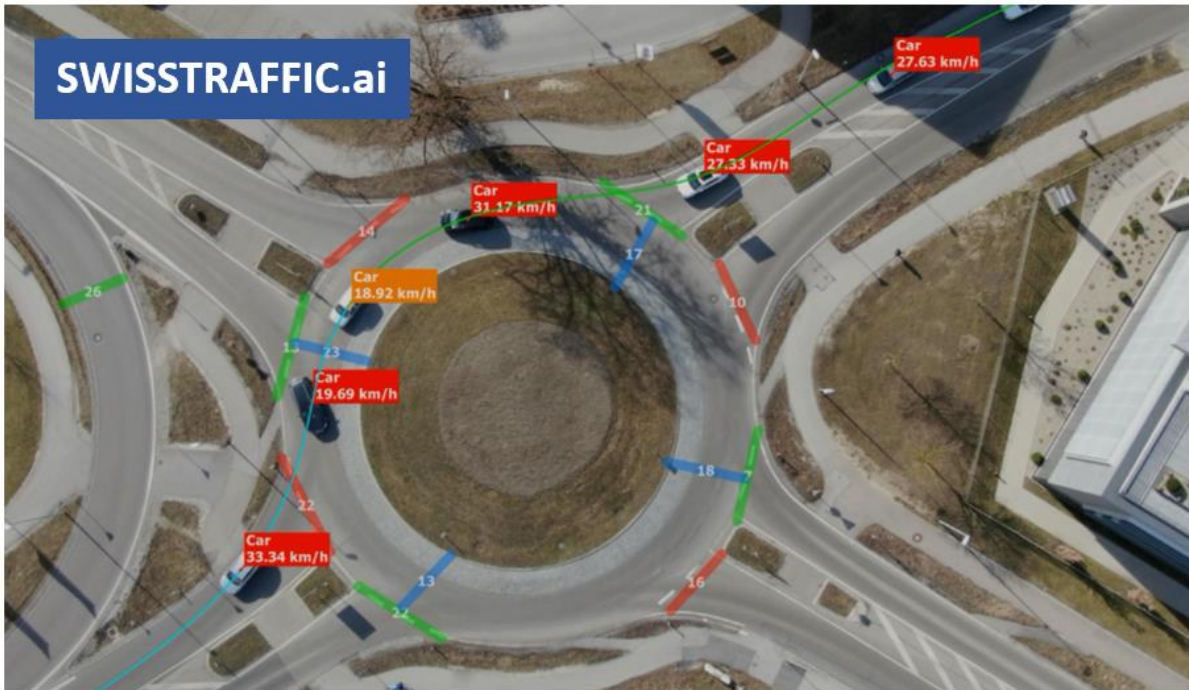 SWISSTRAFFIC.ai
Car
27.63 km/h
Car
27.33 km/h
Car
31.17 km/h
21
14
17
Car
18.92 km/h
26
10
23
Car
19.69 km/h
18
22
Car
33.34 km/h
13
16